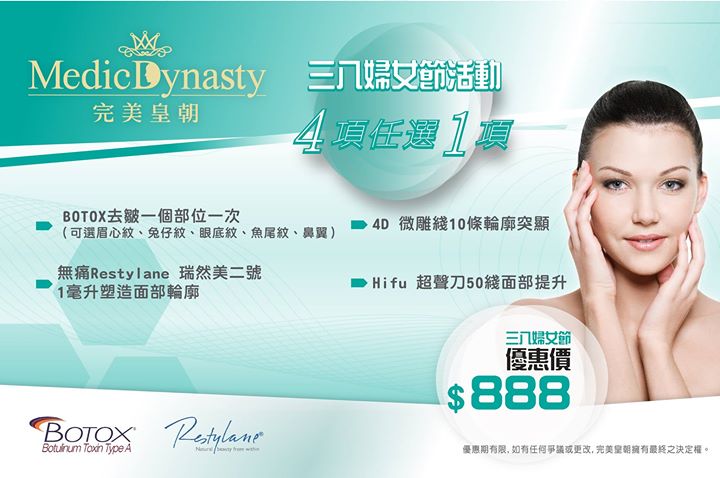 MedicDynasty
完美皇朝
三八婦女節活動
4項任選1項
BOTOX去皺一個部位一次
(可選眉心紋、兔仔紋、眼底紋、魚尾紋、鼻翼)
無痛Restylane 瑞然美二號
1毫升塑造面部輪廓
4D 微雕綫10條輪廓突顯
Hifu 超聲刀50綫面部提升
三八婦女節
優惠價
$888
BOTOX®
Botulinum Toxin Type A
Restylane®
Natural beauty from within
優惠期有限,如有任何爭議或更改,完美皇朝擁有最終之決定權。